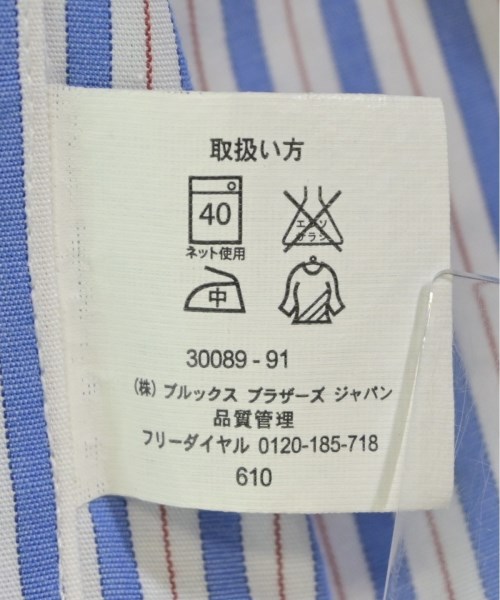 取扱い方
40
エンソ
サラシ
ネット使用
中
30089-91
(株) ブルックス ブラザーズ ジャパン
品質管理
フリーダイヤル 0120-185-718
610